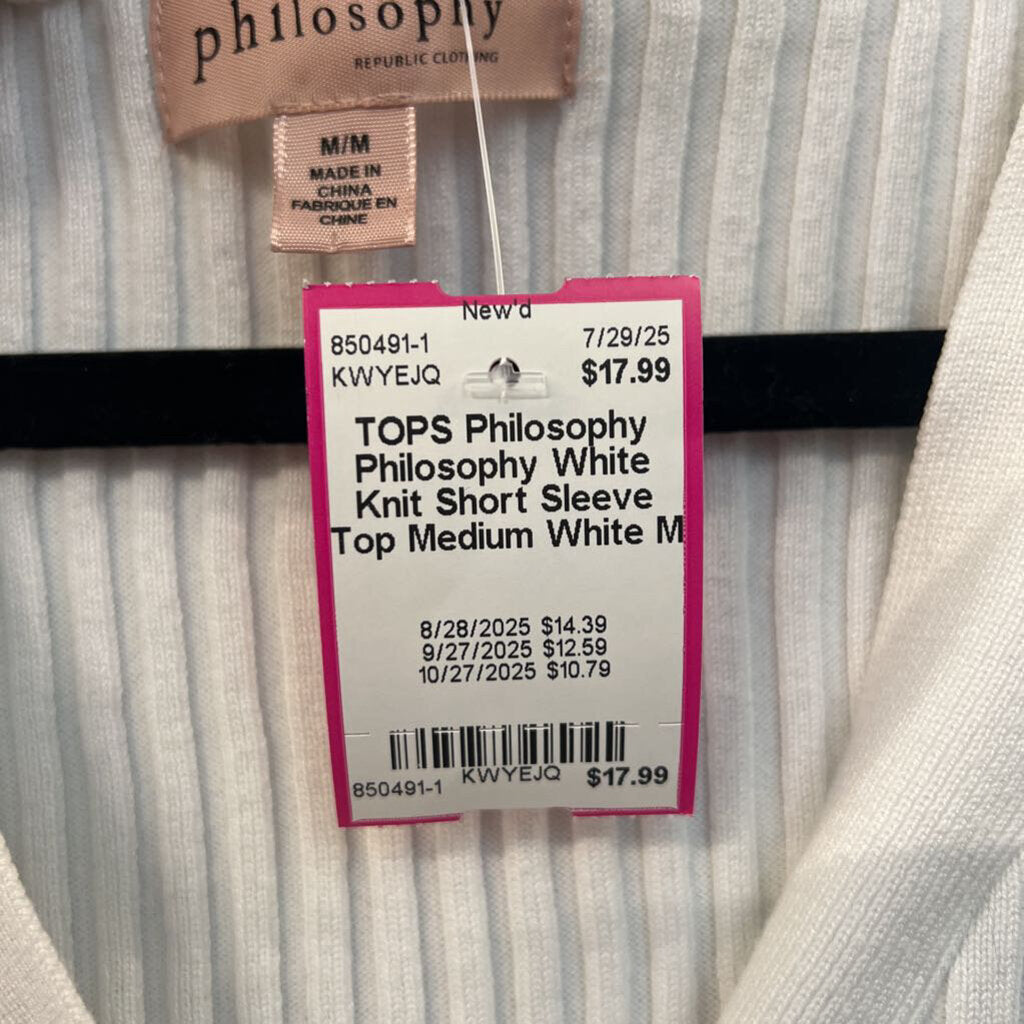 philosophy
REPUBLIC CLOTHING
M/M
MADE IN
CHINA
FABRIQUE EN
CHINE
New'd
850491-1 7/29/25
KWYEJQ $17.99
TOPS Philosophy
Philosophy White
Knit Short Sleeve
Top Medium White M
8/28/2025 $14.39
9/27/2025 $12.59
10/27/2025 $10.79
850491-1 KWYEJQ $17.99